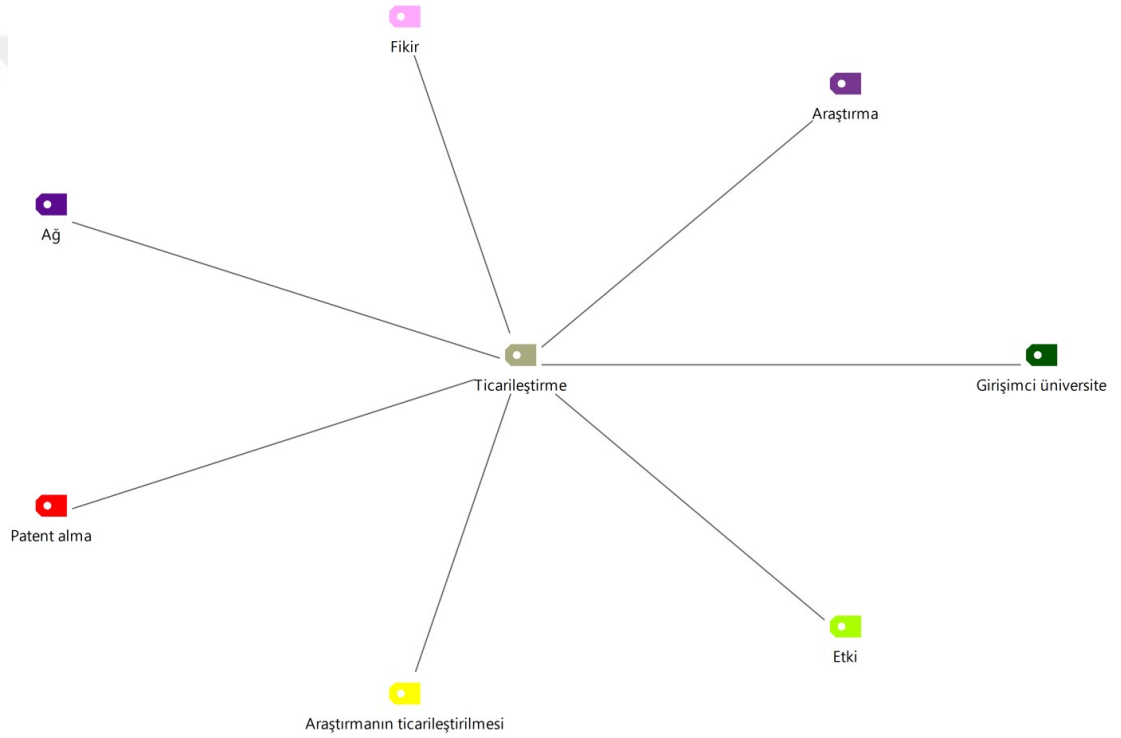 Fikir
Araştırma
Ağ
Ticarileştirme
Girişimci üniversite
Patent alma
Etki
Araştırmanın ticarileştirilmesi